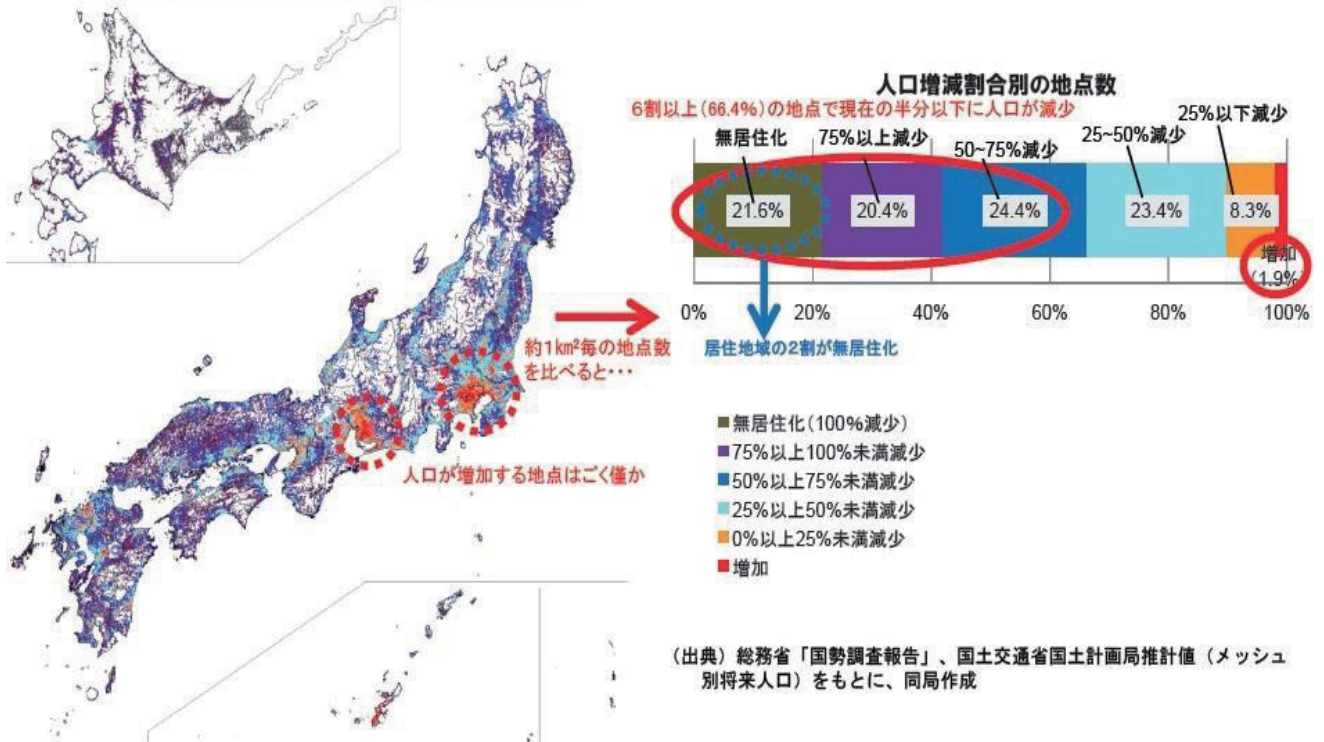 人口増減割合別の地点数
6割以上(66.4%)の地点で現在の半分以下に人口が減少
無居住化
75%以上減少
50~75%減少
25~50%減少
25%以下減少
21.6%
20.4%
24.4%
23.4%
8.3%
増加
(1.9%)
0%
20%
40%
60%
80%
100%
居住地域の2割が無居住化
約1km²毎の地点数
を比べると・・・
人口が増加する地点はごく僅か
無居住化(100%減少)
75%以上100%未満減少
50%以上75%未満減少
25%以上50%未満減少
0%以上25%未満減少
増加
(出典)総務省「国勢調査報告」、国土交通省国土計画局推計値(メッシュ
別将来人口)をもとに、同局作成